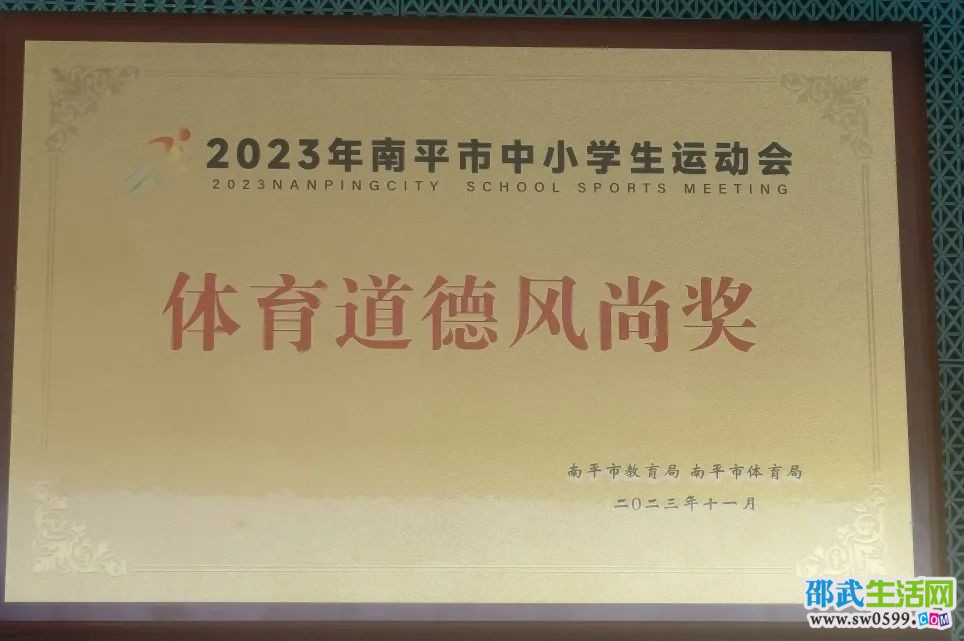 2023年南平市中小学生运动会
2023NANPINGCITY SCHOOL SPORTS MEETING
体育道德风尚奖
南平市教育局 南平市体育局
二〇二三年十一月
邵武生活网
www.sw0599.COM